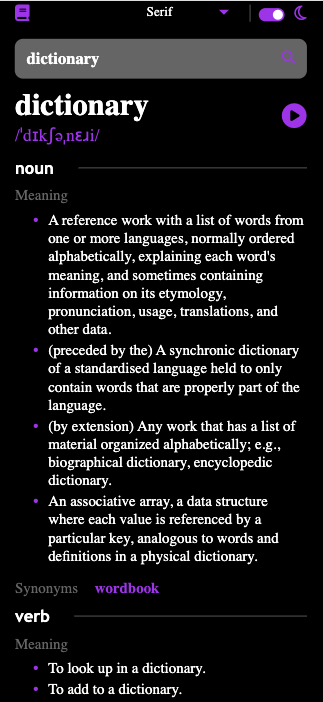 Serif
dictionary
dictionary
/ˈdɪkʃəˌnɛɹi/
noun
Meaning
A reference work with a list of words from
one or more languages, normally ordered
alphabetically, explaining each word's
meaning, and sometimes containing
information on its etymology,
pronunciation, usage, translations, and
other data.
(preceded by the) A synchronic dictionary
of a standardised language held to only
contain words that are properly part of the
language.
(by extension) Any work that has a list of
material organized alphabetically; e.g.,
biographical dictionary, encyclopedic
dictionary.
An associative array, a data structure
where each value is referenced by a
particular key, analogous to words and
definitions in a physical dictionary.
Synonyms wordbook
verb
Meaning
To look up in a dictionary.
To add to a dictionary.